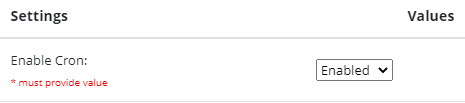 Settings Values
Enable Cron:
* must provide value
Enabled